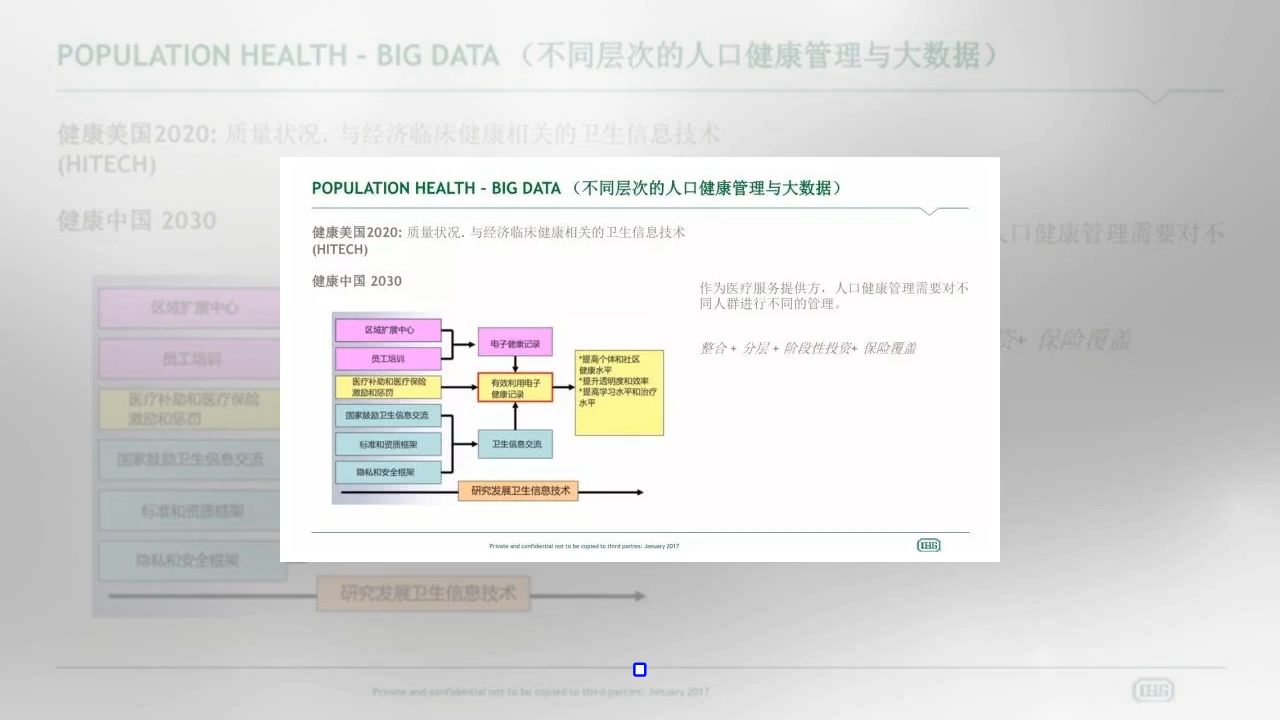 POPULATION HEALTH - BIG DATA （不同层次的人口健康管理与大数据）
健康美国2020: 质量状况. 与经济临床健康相关的卫生信息技术
(HITECH)
健康中国 2030
作为医疗服务提供方，人口健康管理需要对不
同人群进行不同的管理。
整合 + 分层 + 阶段性投资+ 保险覆盖
区域扩展中心
员工培训
医疗补助和医疗保险
激励和惩罚
国家鼓励卫生信息交流
标准和资质框架
隐私和安全框架
电子健康记录
有效利用电子
健康记录
卫生信息交流
*提高个体和社区
健康水平
*提升透明度和效率
*提高学习水平和治疗
水平
研究发展卫生信息技术
Private and confidential not to be copied to third parties: January 2017
IHG